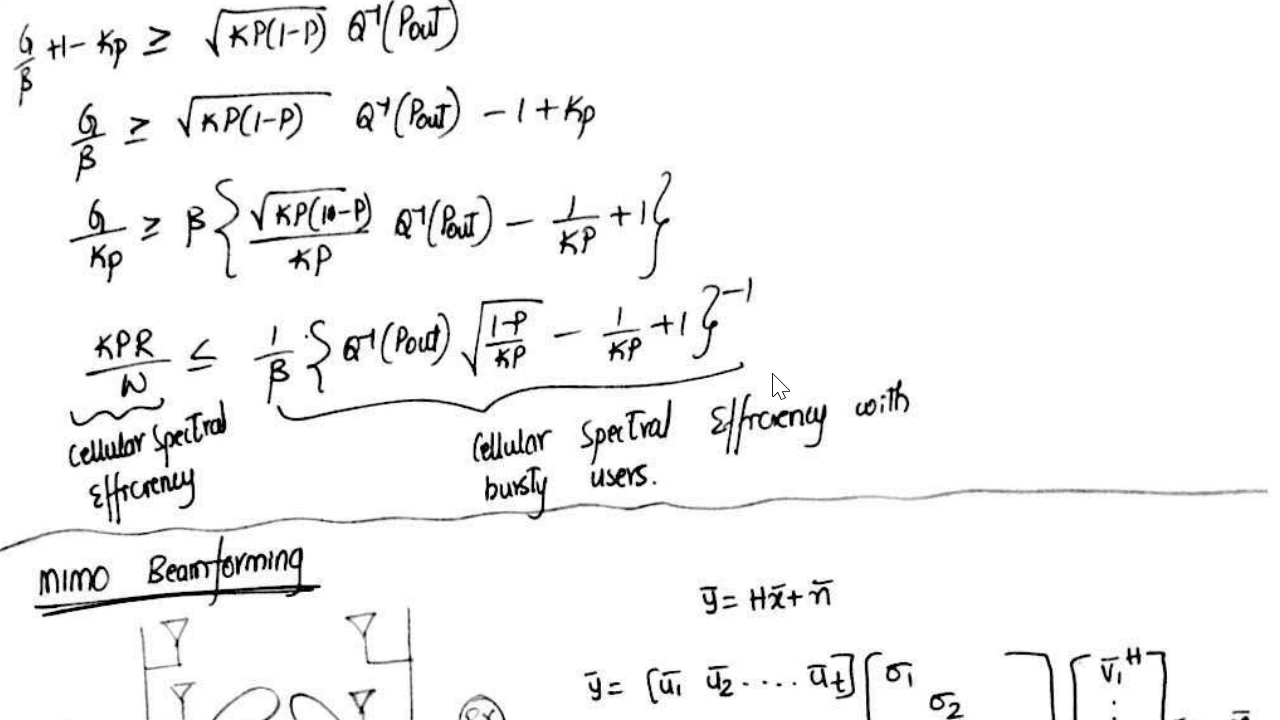 G/β +1- Kp ≥ √KP(1-P) Q⁻¹(Pout)
G/β ≥ √KP(1-P) Q⁻¹(Pout) - 1 + Kp
G/Kp ≥ β { √KP(1-P)/KP Q⁻¹(Pout) - 1/KP + 1 }
KPR/W ≤ 1/β { Q⁻¹(Pout) √(1-P)/KP - 1/KP + 1 }⁻¹
Cellular Spectral Efficiency
Cellular Spectral Efficiency with
bursty users.
MIMO Beamforming
ȳ = Hx̄ + n̄
ȳ = [ū₁ ū₂ .... ūt] [σ₁ σ₂ [v̄₁ᴴ ⋮ ]